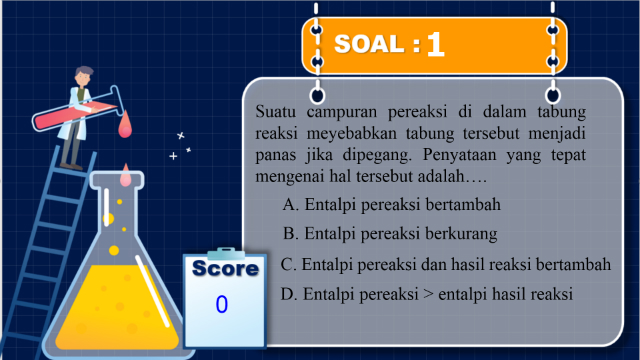 SOAL : 1
Suatu campuran pereaksi di dalam tabung
reaksi meyebabkan tabung tersebut menjadi
panas jika dipegang. Penyataan yang tepat
mengenai hal tersebut adalah….
A. Entalpi pereaksi bertambah
B. Entalpi pereaksi berkurang
C. Entalpi pereaksi dan hasil reaksi bertambah
D. Entalpi pereaksi > entalpi hasil reaksi
Score
0